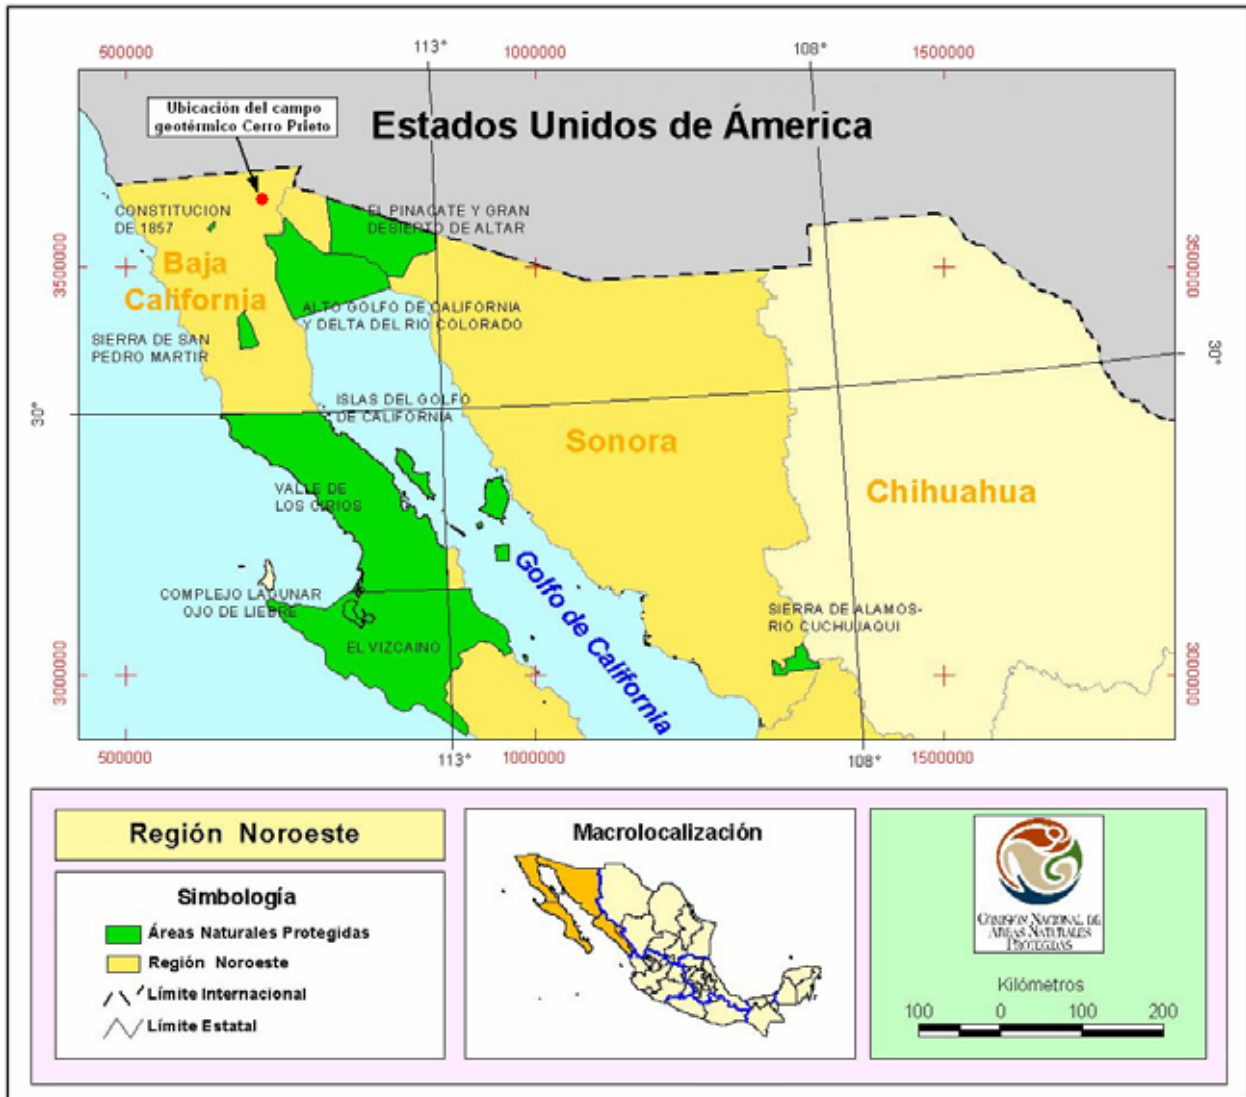 500000
113°
1000000
108°
1500000
Ubicación del campo
geotérmico Cerro Prieto
Estados Unidos de Ámerica
CONSTITUCION
DE 1857
EL PINACATE Y GRAN
DESIERTO DE ALTAR
3500000
3500000
Baja
California
ALTO GOLFO DE CALIFORNIA
Y DELTA DEL RIO COLORADO
SIERRA DE SAN
PEDRO MARTIR
30°
30°
ISLAS DEL GOLFO
DE CALIFORNIA
Sonora
Chihuahua
VALLE DE
LOS CIRIOS
Golfo de California
COMPLEJO LAGUNAR
OJO DE LIEBRE
SIERRA DE ALAMOS-
RIO CUCHUJAQUI
EL VIZCAINO
3000000
3000000
500000
113°
1000000
108°
1500000
Región Noroeste
Simbología
Áreas Naturales Protegidas
Región Noroeste
Límite Internacional
Límite Estatal
Macrolocalización
COMISIÓN NACIONAL DE
ÁREAS NATURALES
PROTEGIDAS
Kilómetros
100 0 100 200